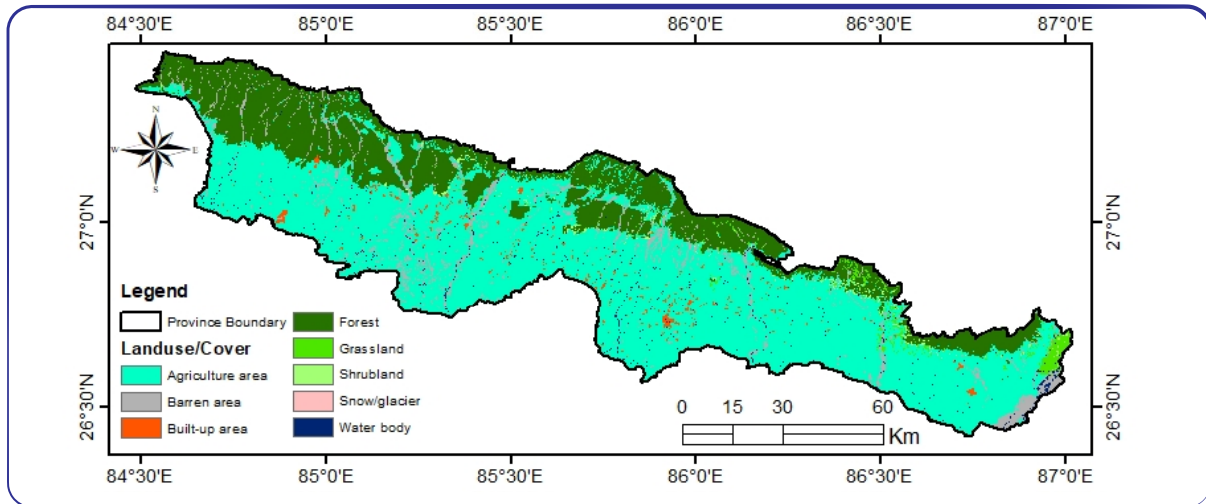 84°30'E 85°0'E 85°30'E 86°0'E 86°30'E 87°0'E
N
W E
S
27°0'N 27°0'N
26°30'N 26°30'N
Legend
Province Boundary
Landuse/Cover
Agriculture area
Barren area
Built-up area
Forest
Grassland
Shrubland
Snow/glacier
Water body
0 15 30 60
Km
84°30'E 85°0'E 85°30'E 86°0'E 86°30'E 87°0'E